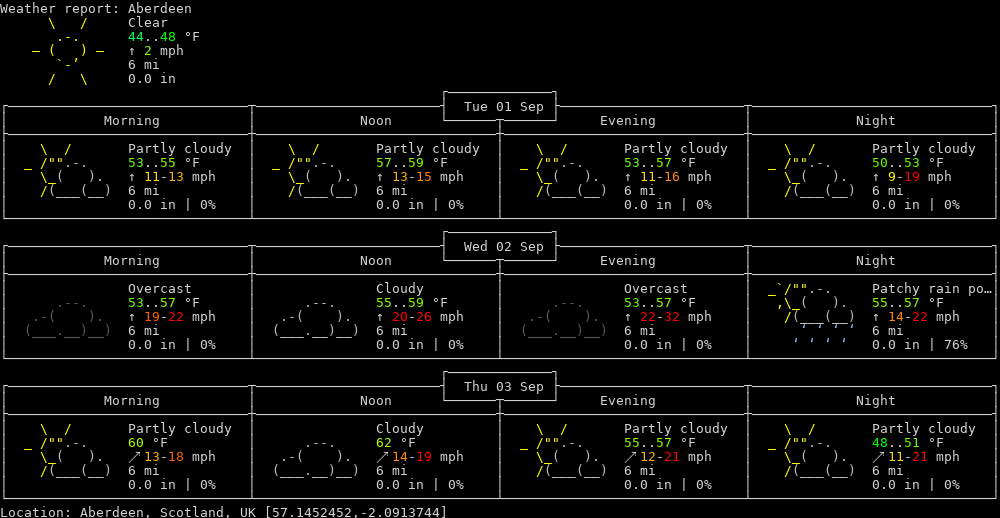 Weather report: Aberdeen
Clear
44..48 °F
↑ 2 mph
6 mi
0.0 in
Tue 01 Sep
Morning Noon Evening Night
Partly cloudy Partly cloudy Partly cloudy Partly cloudy
53..55 °F 57..59 °F 53..57 °F 50..53 °F
↑ 11-13 mph ↑ 13-15 mph ↑ 11-16 mph ↑ 9-19 mph
6 mi 6 mi 6 mi 6 mi
0.0 in | 0% 0.0 in | 0% 0.0 in | 0% 0.0 in | 0%
Wed 02 Sep
Morning Noon Evening Night
Overcast Cloudy Overcast Patchy rain po…
53..57 °F 55..59 °F 53..57 °F 55..57 °F
↑ 19-22 mph ↑ 20-26 mph ↑ 22-32 mph ↑ 14-22 mph
6 mi 6 mi 6 mi 6 mi
0.0 in | 0% 0.0 in | 0% 0.0 in | 0% 0.0 in | 76%
Thu 03 Sep
Morning Noon Evening Night
Partly cloudy Cloudy Partly cloudy Partly cloudy
60 °F 62 °F 55..57 °F 48..51 °F
↗ 13-18 mph ↗ 14-19 mph ↗ 12-21 mph ↗ 11-21 mph
6 mi 6 mi 6 mi 6 mi
0.0 in | 0% 0.0 in | 0% 0.0 in | 0% 0.0 in | 0%
Location: Aberdeen, Scotland, UK [57.1452452,-2.0913744]